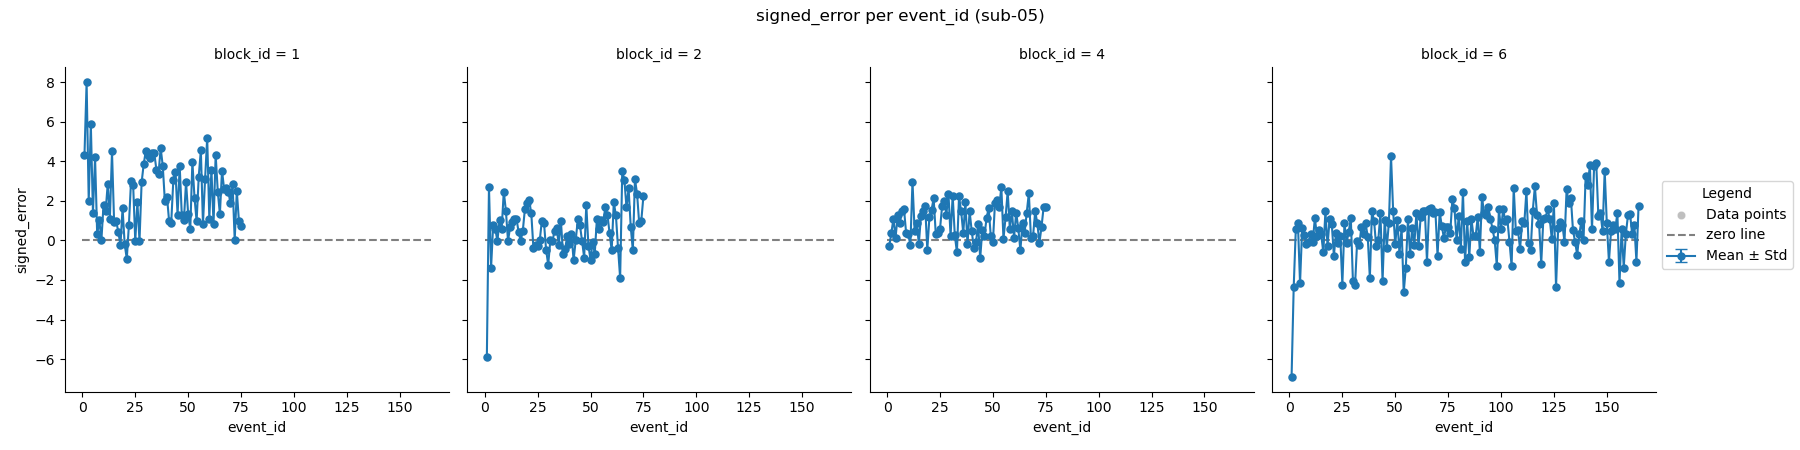 signed_error per event_id (sub-05)
block_id = 1
block_id = 2
block_id = 4
block_id = 6
8
6
4
2
0
−2
−4
−6
signed_error
0 25 50 75 100 125 150
0 25 50 75 100 125 150
0 25 50 75 100 125 150
0 25 50 75 100 125 150
event_id
event_id
event_id
event_id
Legend
Data points
zero line
Mean ± Std